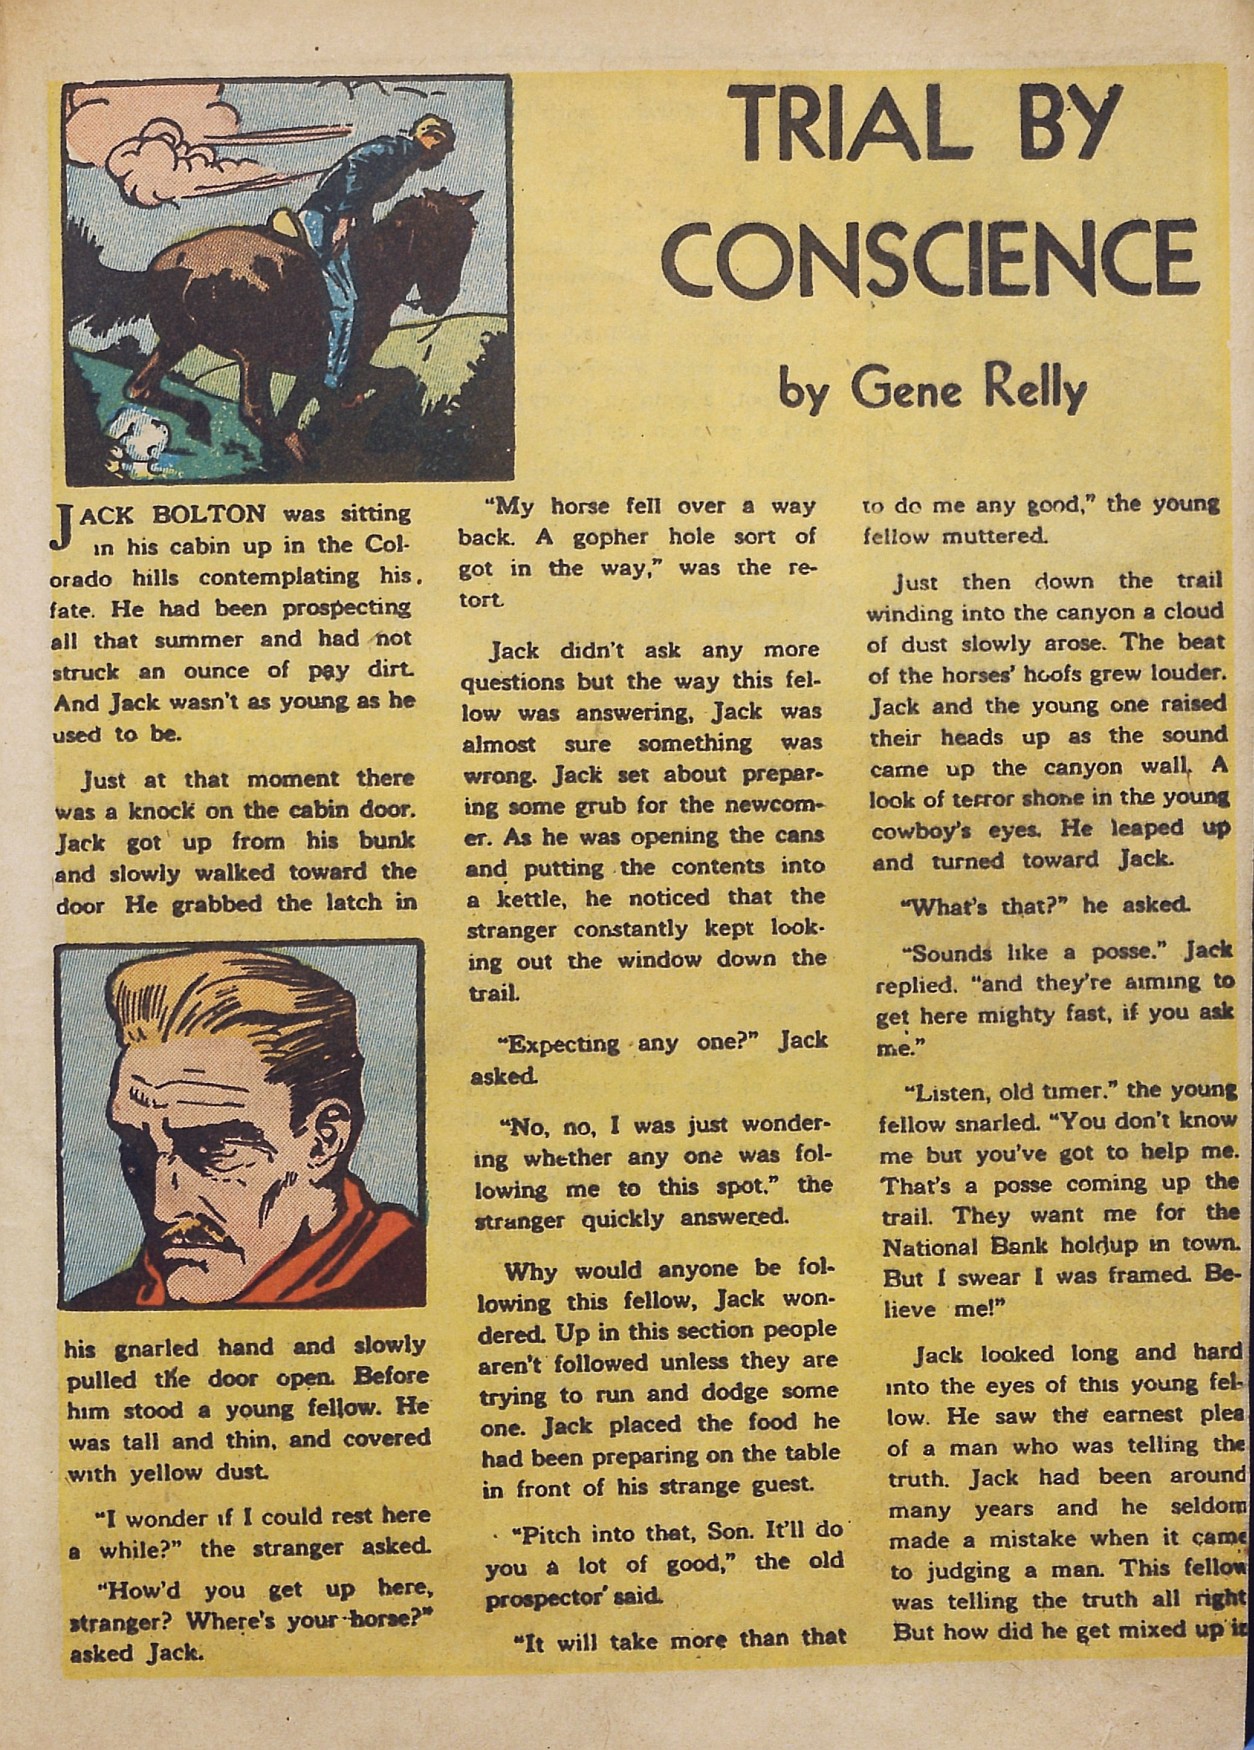 TRIAL BY
CONSCIENCE
by Gene Relly
JACK BOLTON was sitting
in his cabin up in the Col-
orado hills contemplating his
fate. He had been prospecting
all that summer and had not
struck an ounce of pay dirt.
And Jack wasn't as young as he
used to be.
Just at that moment there
was a knock on the cabin door.
Jack got up from his bunk
and slowly walked toward the
door He grabbed the latch in
his gnarled hand and slowly
pulled the door open. Before
him stood a young fellow. He
was tall and thin, and covered
with yellow dust.
"I wonder if I could rest here
a while?" the stranger asked.
"How'd you get up here,
stranger? Where's your horse?"
asked Jack.
"My horse fell over a way
back. A gopher hole sort of
got in the way," was the re-
tort.
Jack didn't ask any more
questions but the way this fel-
low was answering, Jack was
almost sure something was
wrong. Jack set about prepar-
ing some grub for the newcom-
er. As he was opening the cans
and putting the contents into
a kettle, he noticed that the
stranger constantly kept look-
ing out the window down the
trail.
"Expecting any one?" Jack
asked.
"No, no, I was just wonder-
ing whether any one was fol-
lowing me to this spot," the
stranger quickly answered.
Why would anyone be fol-
lowing this fellow, Jack won-
dered. Up in this section people
aren't followed unless they are
trying to run and dodge some
one. Jack placed the food he
had been preparing on the table
in front of his strange guest.
"Pitch into that, Son. It'll do
you a lot of good," the old
prospector said.
"It will take more than that
to do me any good," the young
fellow muttered.
Just then down the trail
winding into the canyon a cloud
of dust slowly arose. The beat
of the horses' hoofs grew louder.
Jack and the young one raised
their heads up as the sound
came up the canyon wall. A
look of terror shone in the young
cowboy's eyes. He leaped up
and turned toward Jack.
"What's that?" he asked.
"Sounds like a posse." Jack
replied. "and they're aiming to
get here mighty fast, if you ask
me."
"Listen, old timer." the young
fellow snarled. "You don't know
me but you've got to help me.
That's a posse coming up the
trail. They want me for the
National Bank holdup in town.
But I swear I was framed. Be-
lieve me!"
Jack looked long and hard
into the eyes of this young fel-
low. He saw the earnest plea
of a man who was telling the
truth. Jack had been around
many years and he seldom
made a mistake when it came
to judging a man. This fellow
was telling the truth all right
But how did he get mixed up in